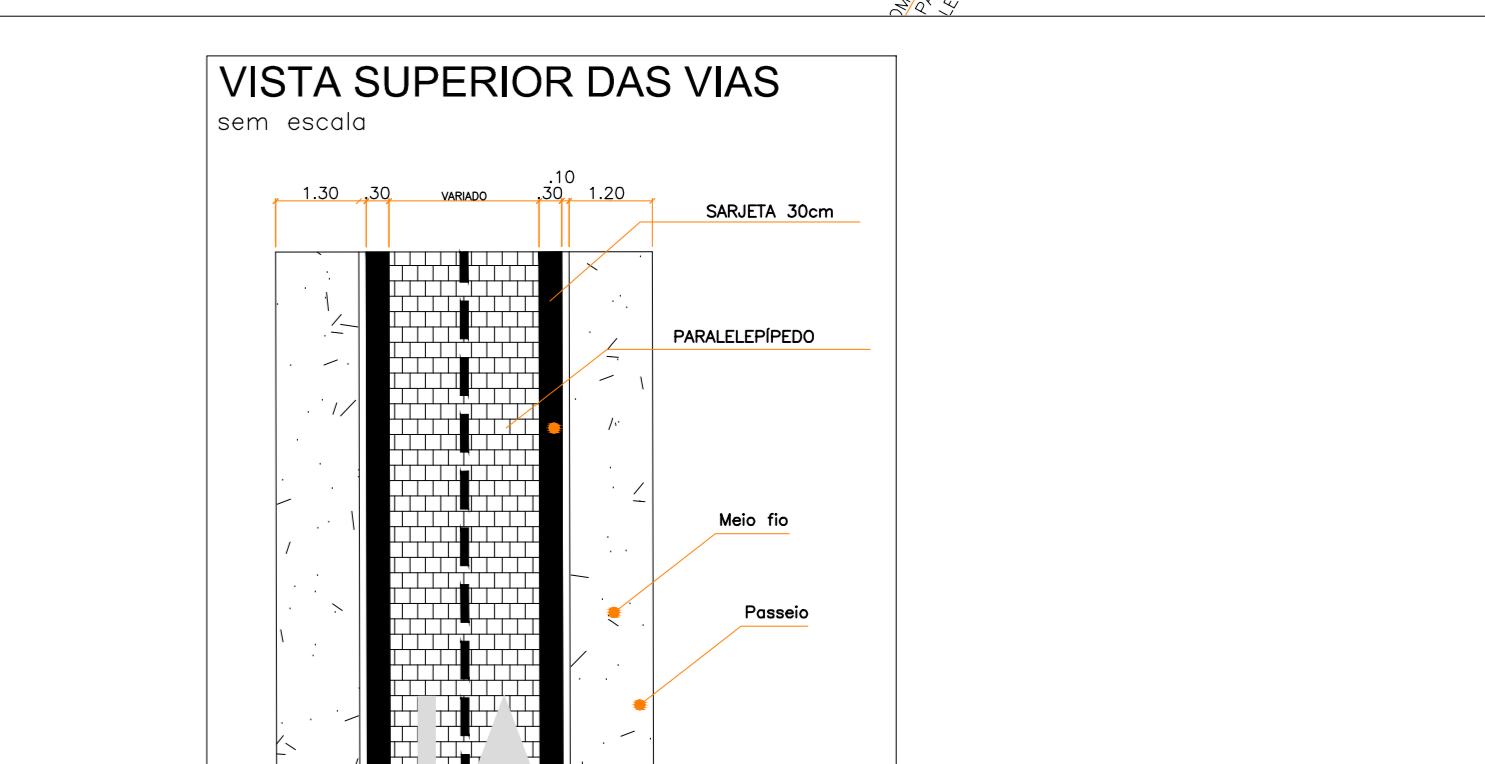 VISTA SUPERIOR DAS VIAS
sem escala
.10
1.30 .30 VARIADO .30 1.20
SARJETA 30cm
PARALELEPÍPEDO
Meio fio
Passeio